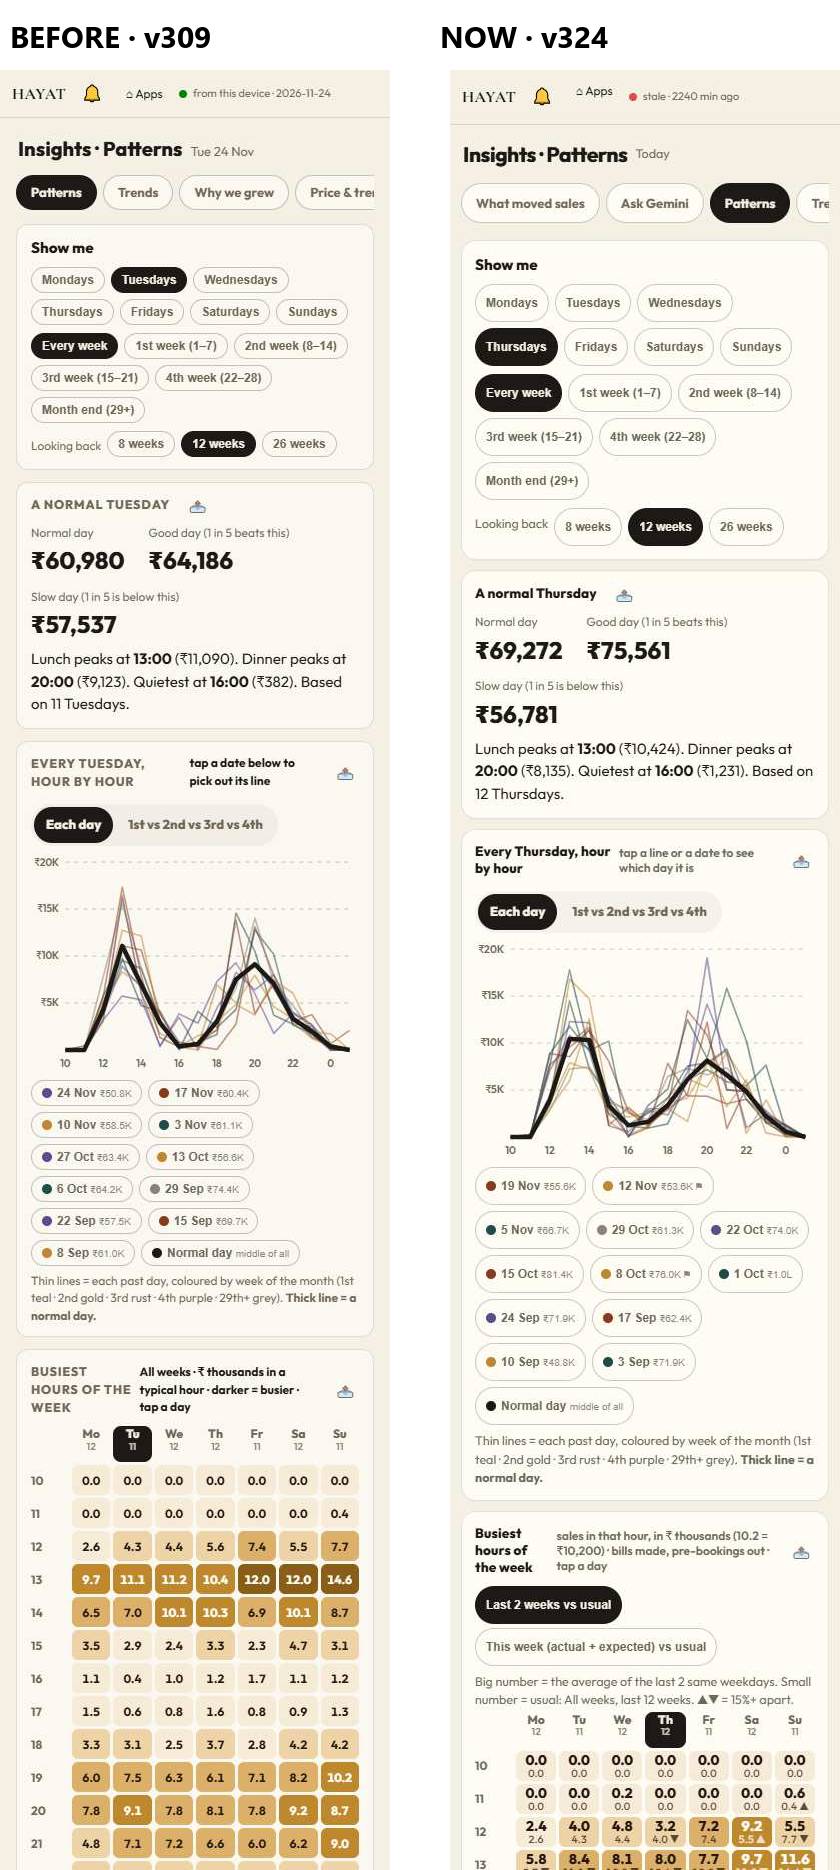 BEFORE · v309
HAYAT
⌂ Apps
from this device · 2026-11-24
Insights · Patterns Tue 24 Nov
Patterns Trends Why we grew Price & tre
Show me
Mondays Tuesdays Wednesdays
Thursdays Fridays Saturdays Sundays
Every week 1st week (1–7) 2nd week (8–14)
3rd week (15–21) 4th week (22–28)
Month end (29+)
Looking back 8 weeks 12 weeks 26 weeks
A NORMAL TUESDAY
Normal day Good day (1 in 5 beats this)
₹60,980 ₹64,186
Slow day (1 in 5 is below this)
₹57,537
Lunch peaks at 13:00 (₹11,090). Dinner peaks at
20:00 (₹9,123). Quietest at 16:00 (₹382). Based
on 11 Tuesdays.
EVERY TUESDAY,
HOUR BY HOUR
tap a date below to
pick out its line
Each day 1st vs 2nd vs 3rd vs 4th
₹20K
₹15K
₹10K
₹5K
10 12 14 16 18 20 22 0
24 Nov ₹50.8K 17 Nov ₹60.4K
10 Nov ₹58.5K 3 Nov ₹61.1K
27 Oct ₹63.4K 13 Oct ₹56.6K
6 Oct ₹64.2K 29 Sep ₹74.4K
22 Sep ₹57.5K 15 Sep ₹69.7K
8 Sep ₹61.0K Normal day middle of all
Thin lines = each past day, coloured by week of the month (1st
teal · 2nd gold · 3rd rust · 4th purple · 29th+ grey). Thick line = a
normal day.
BUSIEST
HOURS OF THE
WEEK
All weeks · ₹ thousands in a
typical hour · darker = busier ·
tap a day
Mo Tu We Th Fr Sa Su
12 11 12 12 11 12 11
10 0.0 0.0 0.0 0.0 0.0 0.0 0.0
11 0.0 0.0 0.0 0.0 0.0 0.0 0.4
12 2.6 4.3 4.4 5.6 7.4 5.5 7.7
13 9.7 11.1 11.2 10.4 12.0 12.0 14.6
14 6.5 7.0 10.1 10.3 6.9 10.1 8.7
15 3.5 2.9 2.4 3.3 2.3 4.7 3.1
16 1.1 0.4 1.0 1.2 1.7 1.1 1.2
17 1.5 0.6 0.8 1.6 0.8 0.9 1.3
18 3.3 3.1 2.5 3.7 2.8 4.2 4.2
19 6.0 7.5 6.3 6.1 7.1 8.2 10.2
20 7.8 9.1 7.8 8.1 7.8 9.2 8.7
21 4.8 7.1 7.2 6.6 6.0 6.2 9.0
NOW · v324
HAYAT
⌂ Apps
stale · 2240 min ago
Insights · Patterns Today
What moved sales Ask Gemini Patterns Tre
Show me
Mondays Tuesdays Wednesdays
Thursdays Fridays Saturdays Sundays
Every week 1st week (1–7) 2nd week (8–14)
3rd week (15–21) 4th week (22–28)
Month end (29+)
Looking back 8 weeks 12 weeks 26 weeks
A normal Thursday
Normal day Good day (1 in 5 beats this)
₹69,272 ₹75,561
Slow day (1 in 5 is below this)
₹56,781
Lunch peaks at 13:00 (₹10,424). Dinner peaks at
20:00 (₹8,135). Quietest at 16:00 (₹1,231). Based on
12 Thursdays.
Every Thursday, hour
by hour
tap a line or a date to see
which day it is
Each day 1st vs 2nd vs 3rd vs 4th
₹20K
₹15K
₹10K
₹5K
10 12 14 16 18 20 22 0
19 Nov ₹55.6K 12 Nov ₹53.6K ⚑
5 Nov ₹66.7K 29 Oct ₹61.3K 22 Oct ₹74.0K
15 Oct ₹81.4K 8 Oct ₹76.0K ⚑ 1 Oct ₹1.0L
24 Sep ₹71.9K 17 Sep ₹62.4K
10 Sep ₹48.8K 3 Sep ₹71.9K
Normal day middle of all
Thin lines = each past day, coloured by week of the month (1st
teal · 2nd gold · 3rd rust · 4th purple · 29th+ grey). Thick line = a
normal day.
Busiest
hours of
the week
sales in that hour, in ₹ thousands (10.2 =
₹10,200) · bills made, pre-bookings out ·
tap a day
Last 2 weeks vs usual
This week (actual + expected) vs usual
Big number = the average of the last 2 same weekdays. Small
number = usual: All weeks, last 12 weeks. ▲▼ = 15%+ apart.
Mo Tu We Th Fr Sa Su
12 12 12 12 11 12 11
10 0.0 0.0 0.0 0.0 0.0 0.0 0.0
0.0 0.0 0.0 0.0 0.0 0.0 0.0
11 0.0 0.0 0.2 0.0 0.0 0.0 0.6
0.0 0.0 0.0 0.0 0.0 0.0 0.4 ▲
12 2.4 4.0 4.8 3.2 7.2 9.2 5.5
2.6 4.3 4.4 4.0 ▼ 7.4 5.5 ▲ 7.7 ▼
13 5.8 8.4 8.1 8.0 7.7 9.7 11.6